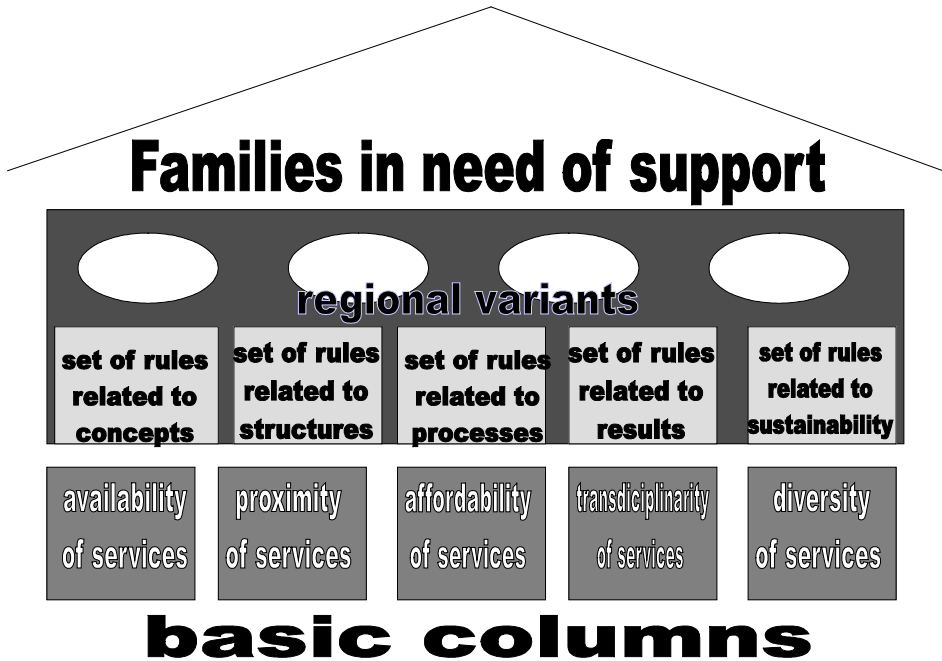 Families in need of support
regional variants
set of rules
related to
concepts
set of rules
related to
structures
set of rules
related to
processes
set of rules
related to
results
set of rules
related to
sustainability
availability
of services
proximity
of services
affordability
of services
transdiciplinarity
of services
diversity
of services
basic columns